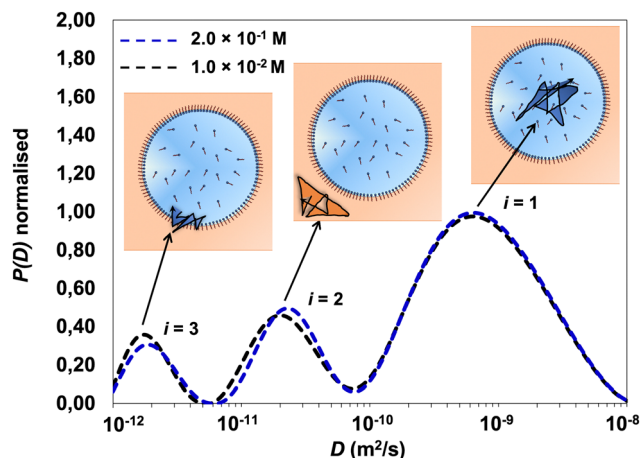 2,00
1,80
1,60
1,40
1,20
1,00
0,80
0,60
0,40
0,20
0,00
P(D) normalised
2.0 × 10⁻¹ M
1.0 × 10⁻² M
i = 1
i = 2
i = 3
10⁻¹² 10⁻¹¹ 10⁻¹⁰ 10⁻⁹ 10⁻⁸
D (m²/s)